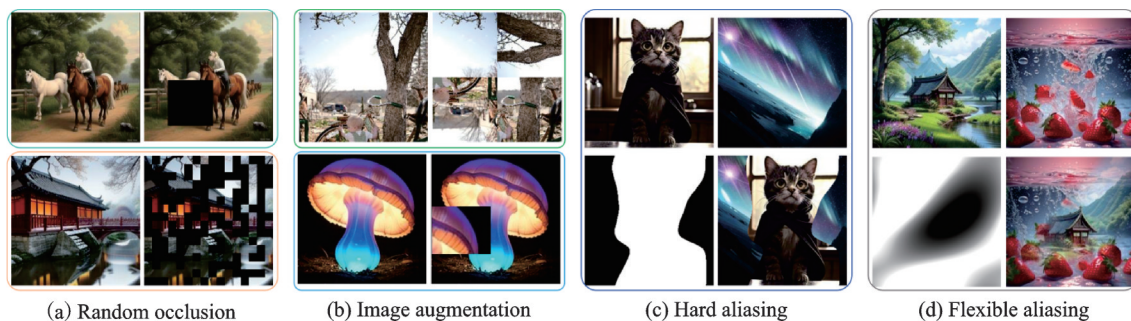 (a) Random occlusion
(b) Image augmentation
(c) Hard aliasing
(d) Flexible aliasing